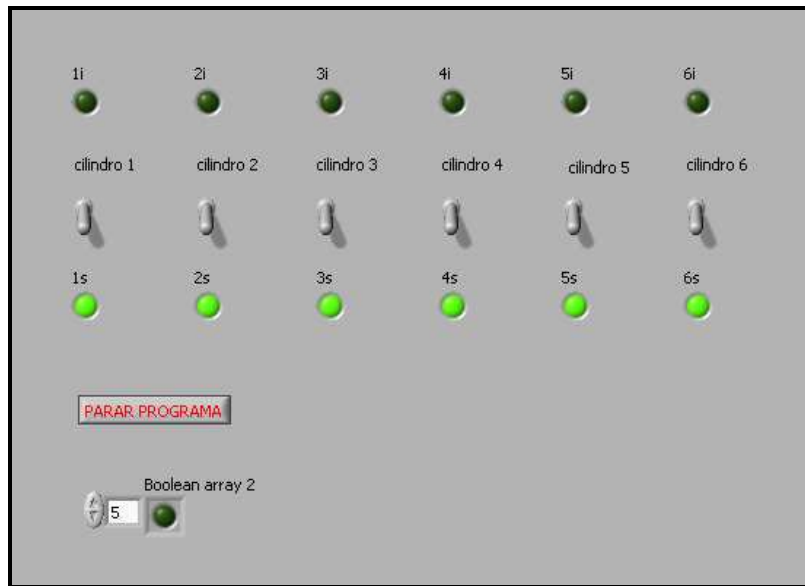 1i 2i 3i 4i 5i 6i
cilindro 1 cilindro 2 cilindro 3 cilindro 4 cilindro 5 cilindro 6
1s 2s 3s 4s 5s 6s
PARAR PROGRAMA
Boolean array 2
5